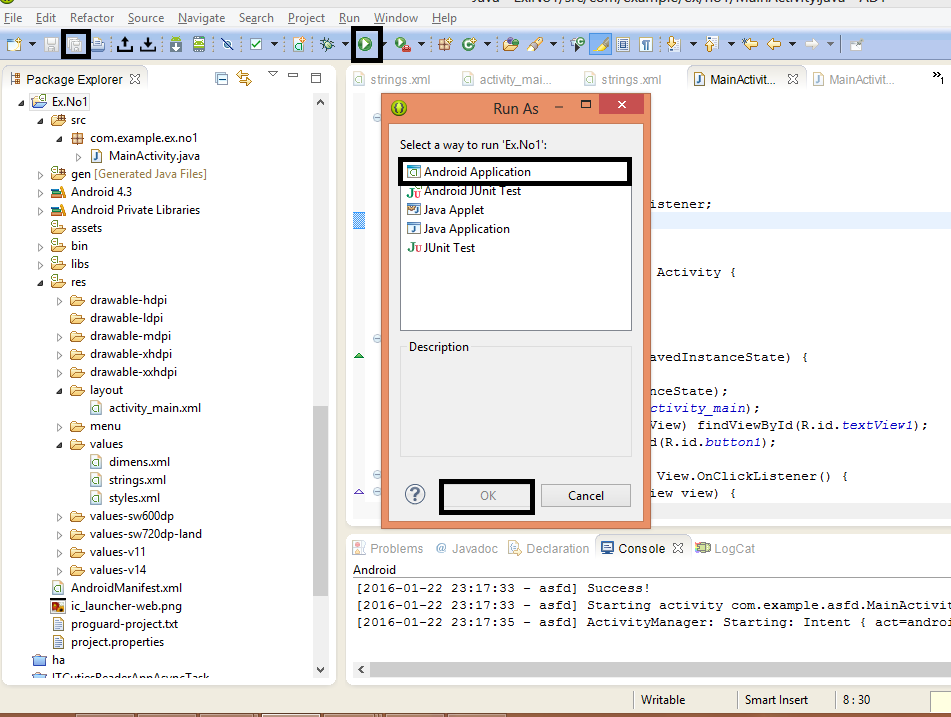 Java - Ex.No1/src/com/example/ex/no1/MainActivity.java - ADT
File Edit Refactor Source Navigate Search Project Run Window Help
Package Explorer
Ex.No1
src
com.example.ex.no1
MainActivity.java
gen [Generated Java Files]
Android 4.3
Android Private Libraries
assets
bin
libs
res
drawable-hdpi
drawable-ldpi
drawable-mdpi
drawable-xhdpi
drawable-xxhdpi
layout
activity_main.xml
menu
values
dimens.xml
strings.xml
styles.xml
values-sw600dp
values-sw720dp-land
values-v11
values-v14
AndroidManifest.xml
ic_launcher-web.png
proguard-project.txt
project.properties
ha
ITCutiesReaderAppAsyncTask
strings.xml activity_mai... strings.xml MainActivit... MainActivit... »1
istener;
Activity {
avedInstanceState) {
nceState);
ctivity_main);
View) findViewById(R.id.textView1);
d(R.id.button1);
View.OnClickListener() {
iew view) {
Run As
Select a way to run 'Ex.No1':
Android Application
Android JUnit Test
Java Applet
Java Application
JUnit Test
Description
OK Cancel
Problems @ Javadoc Declaration Console LogCat
Android
[2016-01-22 23:17:33 - asfd] Success!
[2016-01-22 23:17:33 - asfd] Starting activity com.example.asfd.MainActivit
[2016-01-22 23:17:35 - asfd] ActivityManager: Starting: Intent { act=androi
Writable Smart Insert 8 : 30